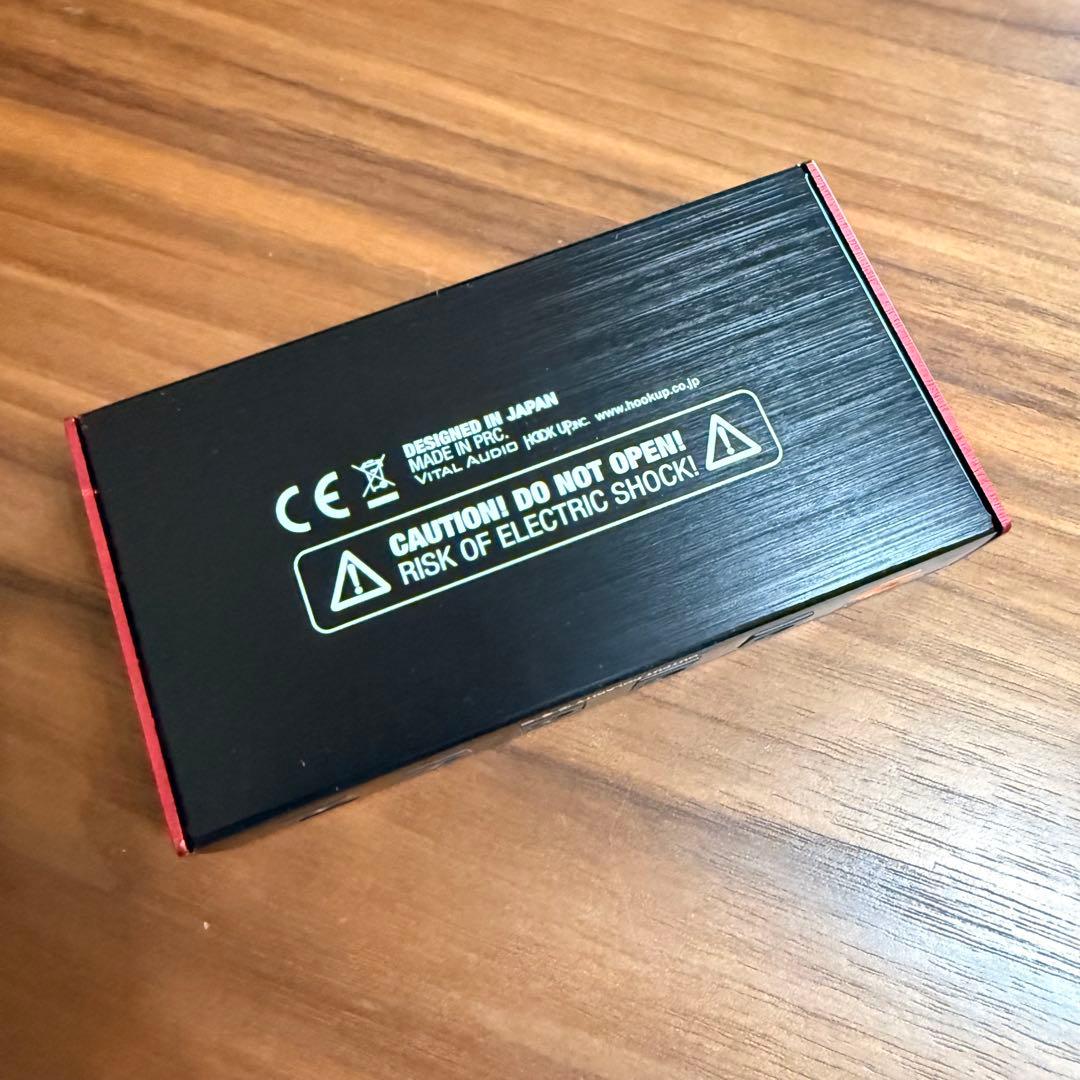 DESIGNED IN JAPAN
MADE IN PRC.
VITAL AUDIO HOOK UP,INC. www.hookup.co.jp
CE
CAUTION! DO NOT OPEN!
RISK OF ELECTRIC SHOCK!